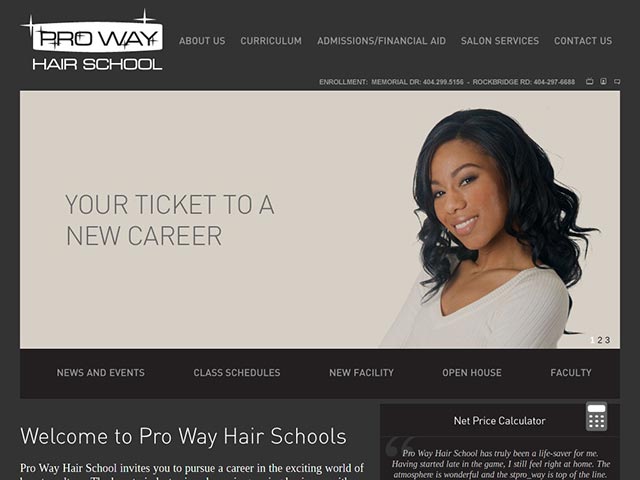 PRO WAY
HAIR SCHOOL
ABOUT US CURRICULUM ADMISSIONS/FINANCIAL AID SALON SERVICES CONTACT US
ENROLLMENT: MEMORIAL DR: 404.299.5156 - ROCKBRIDGE RD: 404-297-6688
YOUR TICKET TO A
NEW CAREER
1 2 3
NEWS AND EVENTS CLASS SCHEDULES NEW FACILITY OPEN HOUSE FACULTY
Welcome to Pro Way Hair Schools
Pro Way Hair School invites you to pursue a career in the exciting world of
Net Price Calculator
Pro Way Hair School has truly been a life-saver for me.
Having started late in the game, I still feel right at home. The
atmosphere is wonderful and the stpro_way is top of the line.